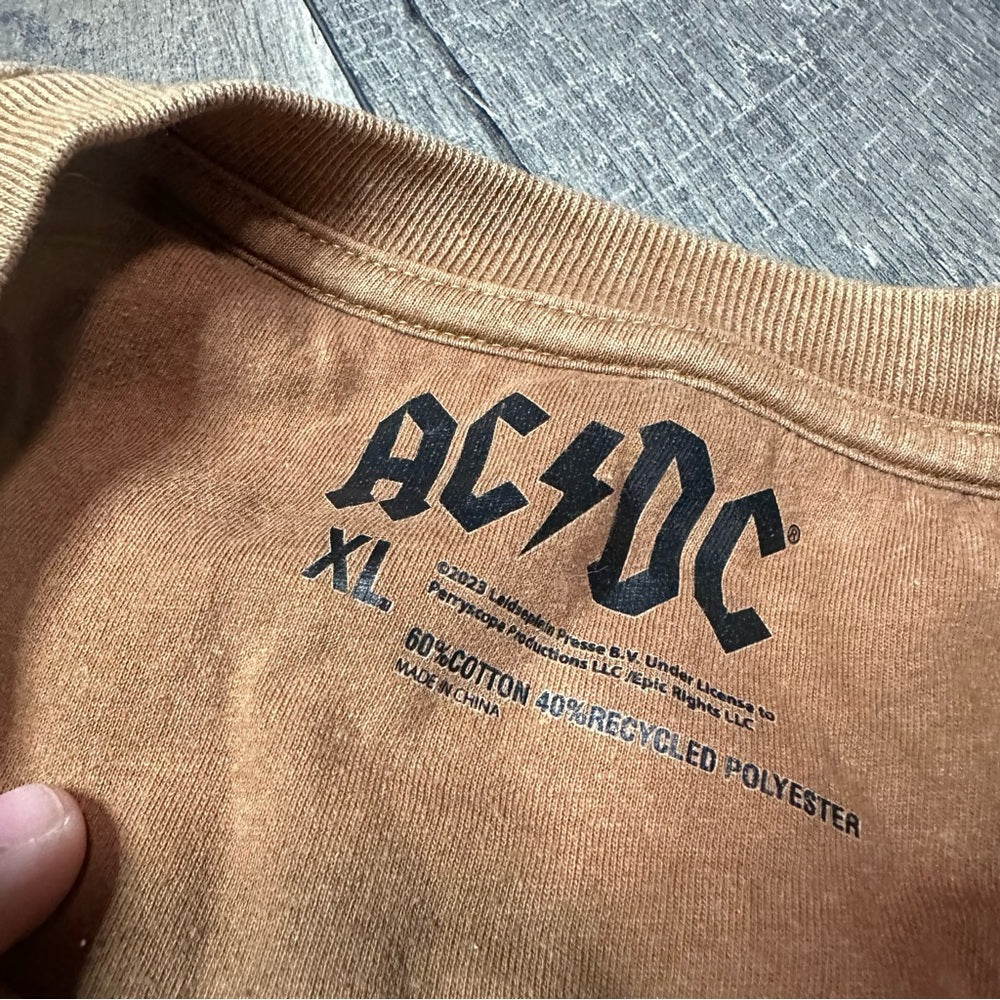 AC⚡DC®
XL
©2023 Leidseplein Presse B.V. Under License to
Perryscope Productions LLC /Epic Rights LLC
60%COTTON 40%RECYCLED POLYESTER
MADE IN CHINA